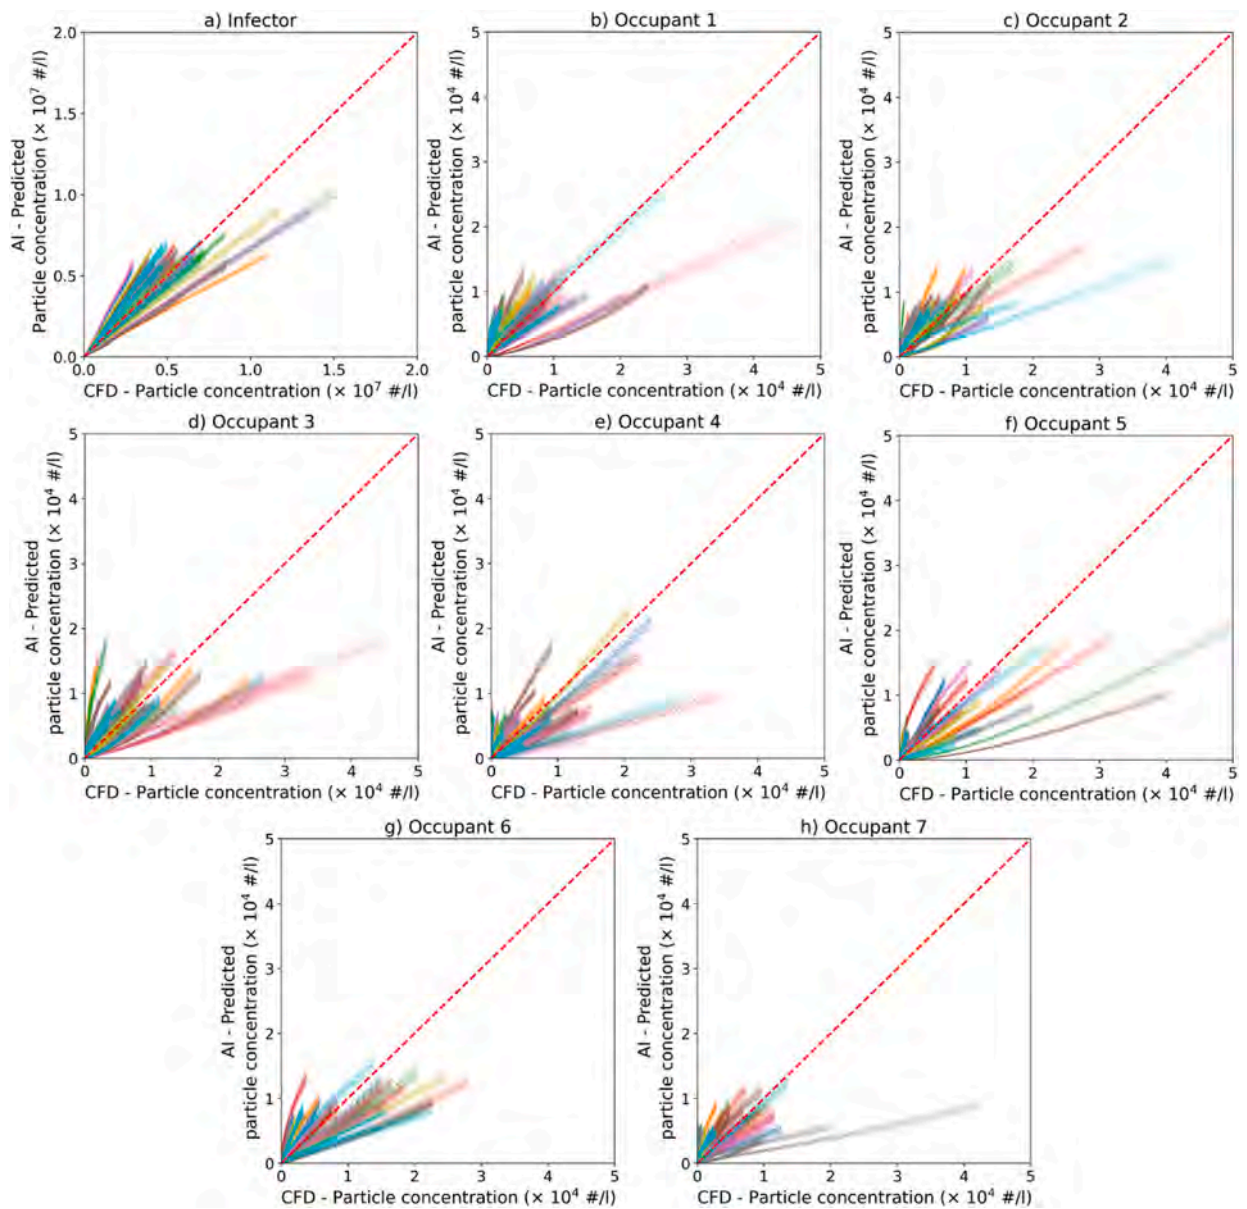 a) Infector
2.0
1.5
1.0
0.5
0.0
0.0 0.5 1.0 1.5 2.0
AI - Predicted
Particle concentration (× 10⁷ #/l)
CFD - Particle concentration (× 10⁷ #/l)
b) Occupant 1
5
4
3
2
1
0
0 1 2 3 4 5
AI - Predicted
particle concentration (× 10⁴ #/l)
CFD - Particle concentration (× 10⁴ #/l)
c) Occupant 2
5
4
3
2
1
0
0 1 2 3 4 5
AI - Predicted
particle concentration (× 10⁴ #/l)
CFD - Particle concentration (× 10⁴ #/l)
d) Occupant 3
5
4
3
2
1
0
0 1 2 3 4 5
AI - Predicted
particle concentration (× 10⁴ #/l)
CFD - Particle concentration (× 10⁴ #/l)
e) Occupant 4
5
4
3
2
1
0
0 1 2 3 4 5
AI - Predicted
particle concentration (× 10⁴ #/l)
CFD - Particle concentration (× 10⁴ #/l)
f) Occupant 5
5
4
3
2
1
0
0 1 2 3 4 5
AI - Predicted
particle concentration (× 10⁴ #/l)
CFD - Particle concentration (× 10⁴ #/l)
g) Occupant 6
5
4
3
2
1
0
0 1 2 3 4 5
AI - Predicted
particle concentration (× 10⁴ #/l)
CFD - Particle concentration (× 10⁴ #/l)
h) Occupant 7
5
4
3
2
1
0
0 1 2 3 4 5
AI - Predicted
particle concentration (× 10⁴ #/l)
CFD - Particle concentration (× 10⁴ #/l)